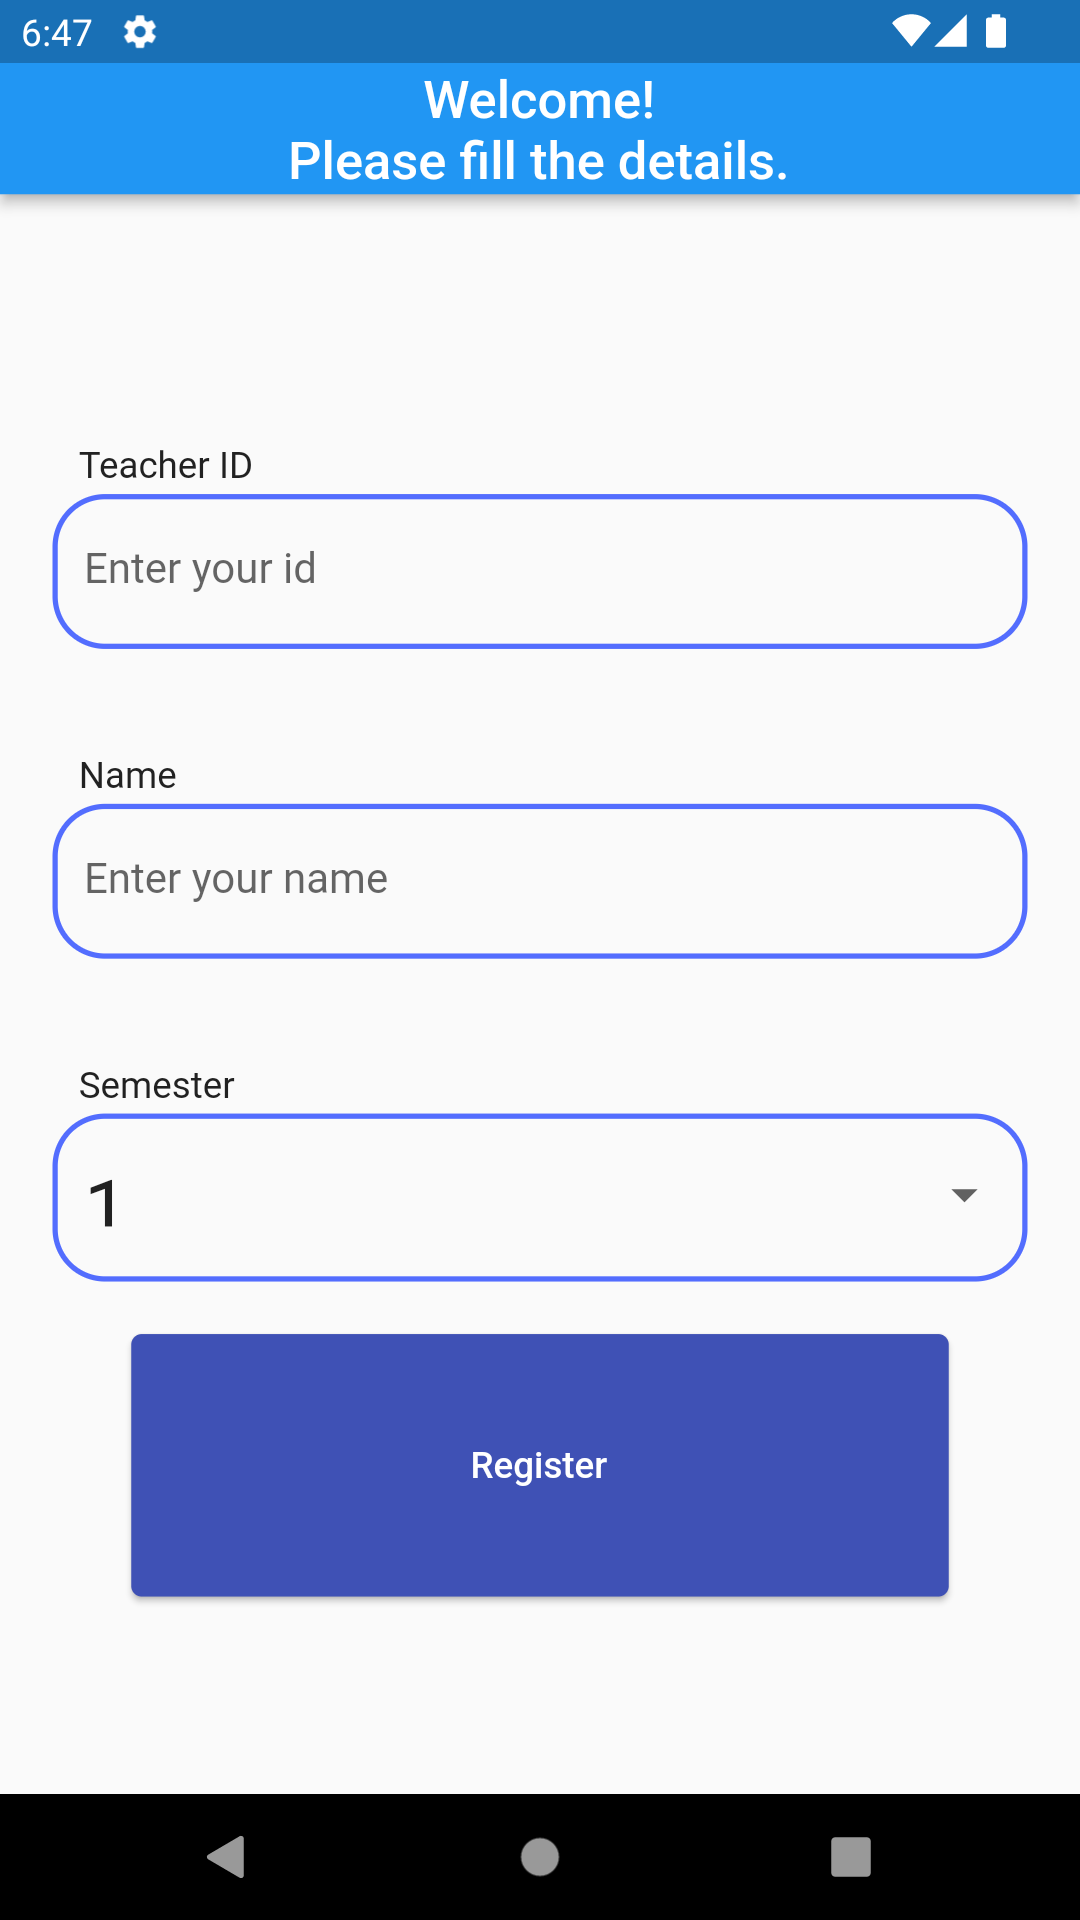 6:47
Welcome!
Please fill the details.
Teacher ID
Enter your id
Name
Enter your name
Semester
1
Register